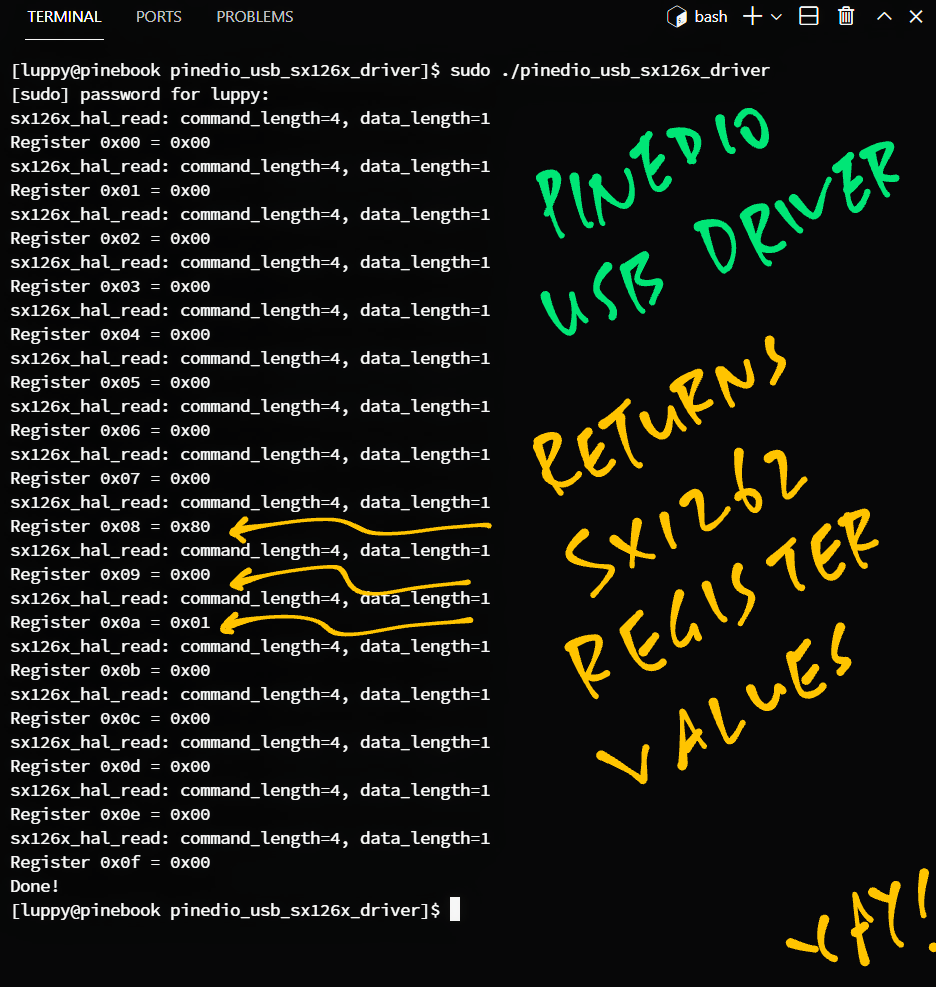 TERMINAL PORTS PROBLEMS bash
[luppy@pinebook pinedio_usb_sx126x_driver]$ sudo ./pinedio_usb_sx126x_driver
[sudo] password for luppy:
sx126x_hal_read: command_length=4, data_length=1
Register 0x00 = 0x00
sx126x_hal_read: command_length=4, data_length=1
Register 0x01 = 0x00
sx126x_hal_read: command_length=4, data_length=1
Register 0x02 = 0x00
sx126x_hal_read: command_length=4, data_length=1
Register 0x03 = 0x00
sx126x_hal_read: command_length=4, data_length=1
Register 0x04 = 0x00
sx126x_hal_read: command_length=4, data_length=1
Register 0x05 = 0x00
sx126x_hal_read: command_length=4, data_length=1
Register 0x06 = 0x00
sx126x_hal_read: command_length=4, data_length=1
Register 0x07 = 0x00
sx126x_hal_read: command_length=4, data_length=1
Register 0x08 = 0x80
sx126x_hal_read: command_length=4, data_length=1
Register 0x09 = 0x00
sx126x_hal_read: command_length=4, data_length=1
Register 0x0a = 0x01
sx126x_hal_read: command_length=4, data_length=1
Register 0x0b = 0x00
sx126x_hal_read: command_length=4, data_length=1
Register 0x0c = 0x00
sx126x_hal_read: command_length=4, data_length=1
Register 0x0d = 0x00
sx126x_hal_read: command_length=4, data_length=1
Register 0x0e = 0x00
sx126x_hal_read: command_length=4, data_length=1
Register 0x0f = 0x00
Done!
[luppy@pinebook pinedio_usb_sx126x_driver]$
PINEDIO
USB DRIVER
RETURNS
SX1262
REGISTER
VALUES
YAY!